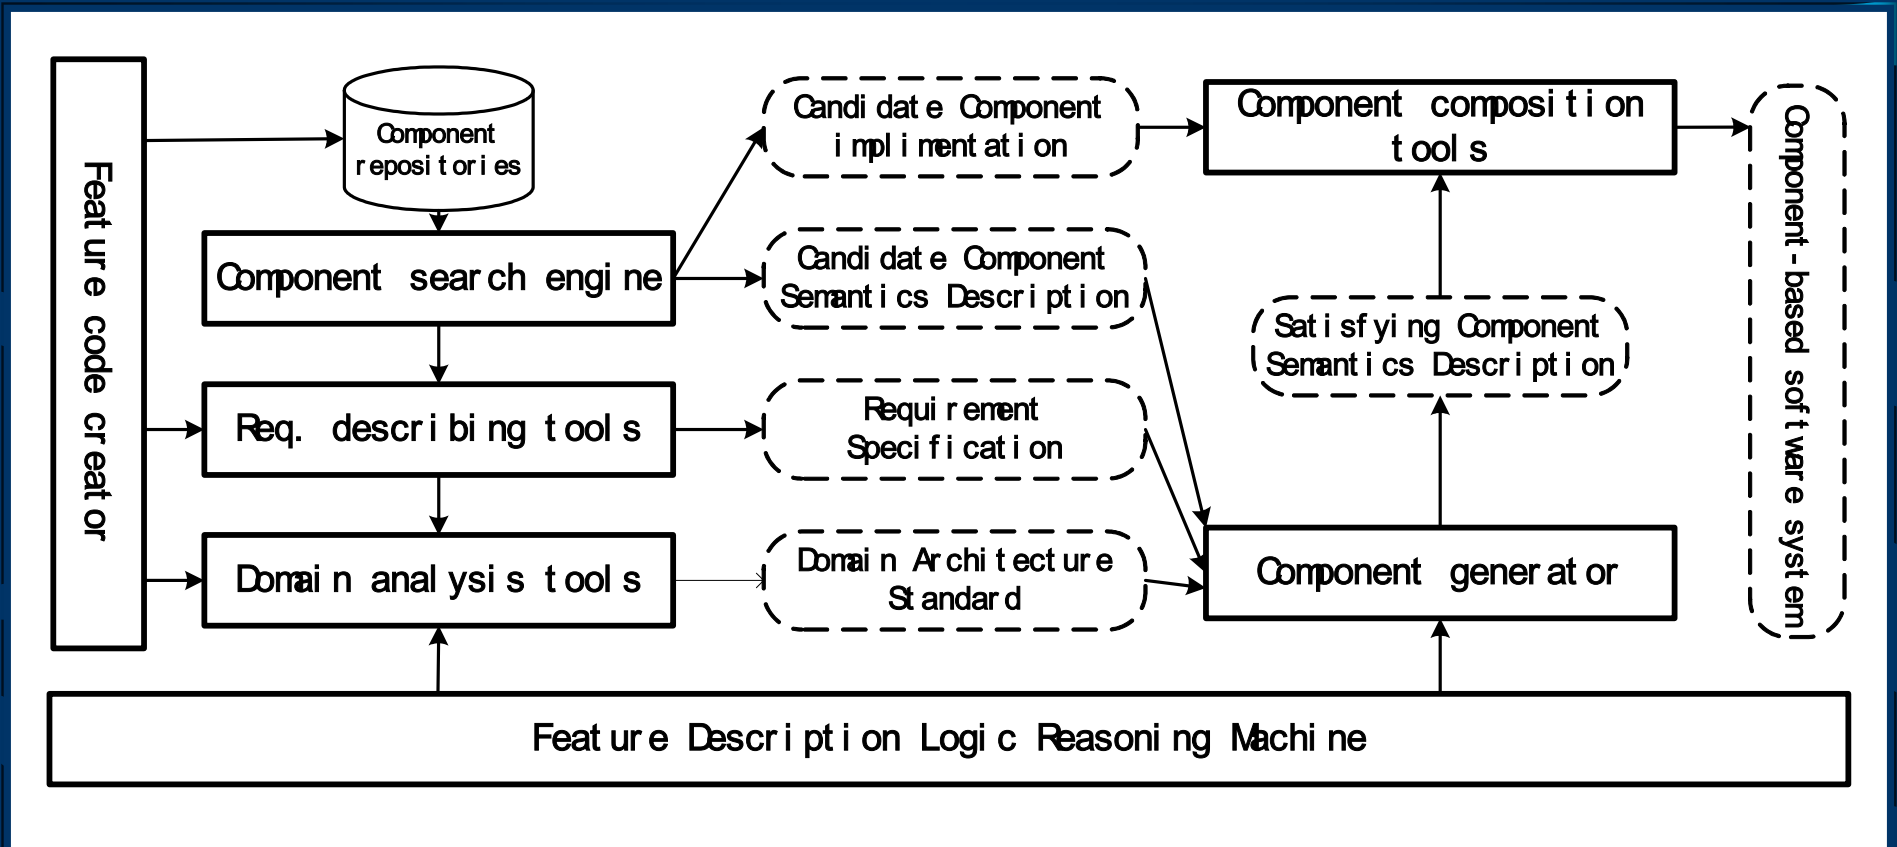 Feature code creator
Component
repositories
Component search engine
Req. describing tools
Domain analysis tools
Candidate Component
implimentation
Candidate Component
Semantics Description
Requirement
Specification
Domain Architecture
Standard
Component composition
tools
Satisfying Component
Semantics Description
Component generator
Component-based software system
Feature Description Logic Reasoning Machine